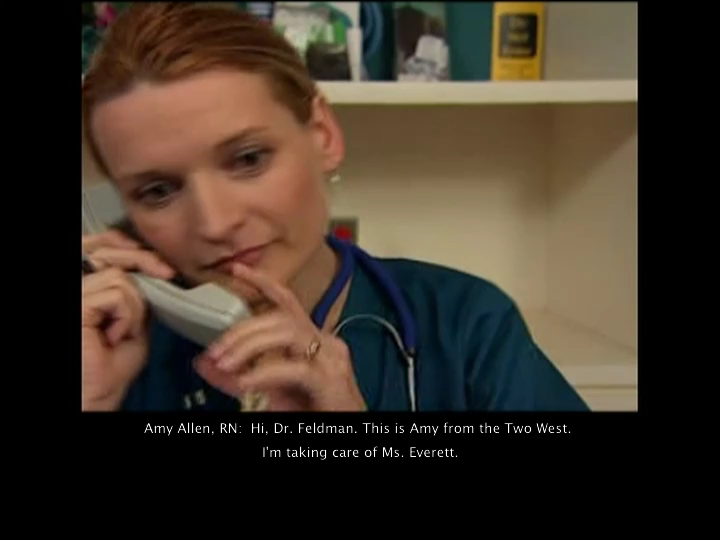 Amy Allen, RN:  Hi, Dr. Feldman. This is Amy from the Two West.
I'm taking care of Ms. Everett.